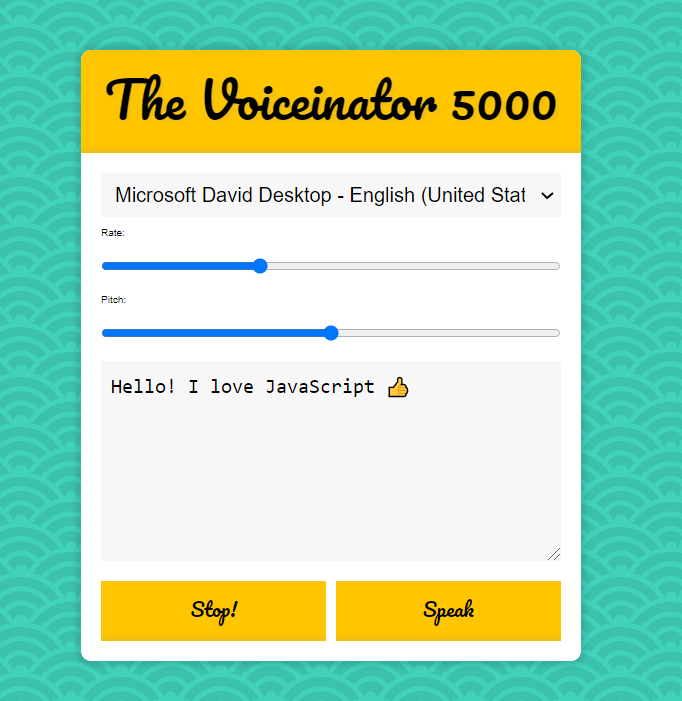 The Voiceinator 5000
Microsoft David Desktop - English (United Stat
Rate:
Pitch:
Hello! I love JavaScript 👍
Stop!
Speak